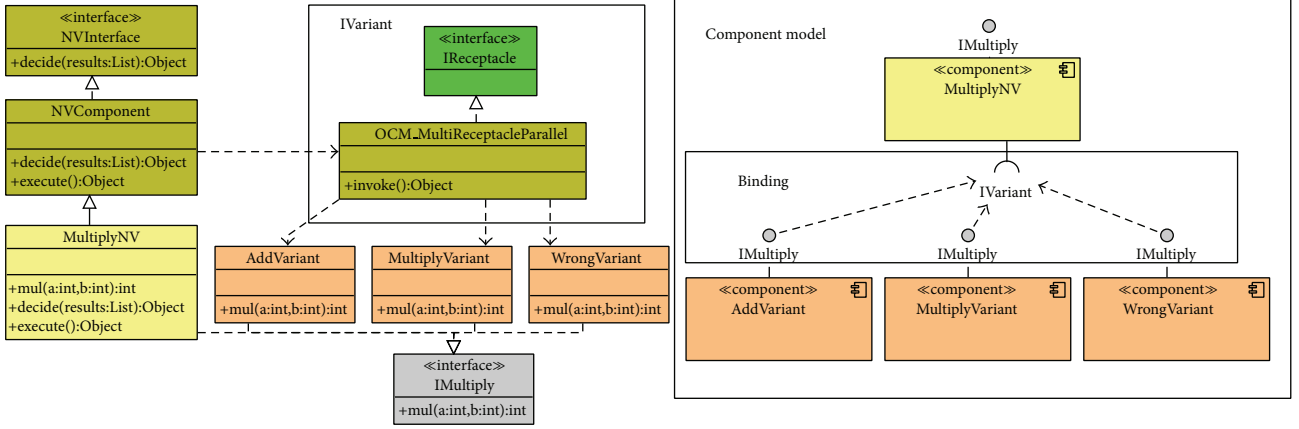 ≪interface≫
NVInterface
+decide(results:List):Object
NVComponent
+decide(results:List):Object
+execute():Object
MultiplyNV
+mul(a:int,b:int):int
+decide(results:List):Object
+execute():Object
IVariant
≪interface≫
IReceptacle
OCM_MultiReceptacleParallel
+invoke():Object
AddVariant
+mul(a:int,b:int):int
MultiplyVariant
+mul(a:int,b:int):int
WrongVariant
+mul(a:int,b:int):int
≪interface≫
IMultiply
+mul(a:int,b:int):int
Component model
IMultiply
≪component≫
MultiplyNV
Binding
IVariant
IMultiply
IMultiply
IMultiply
≪component≫
AddVariant
≪component≫
MultiplyVariant
≪component≫
WrongVariant